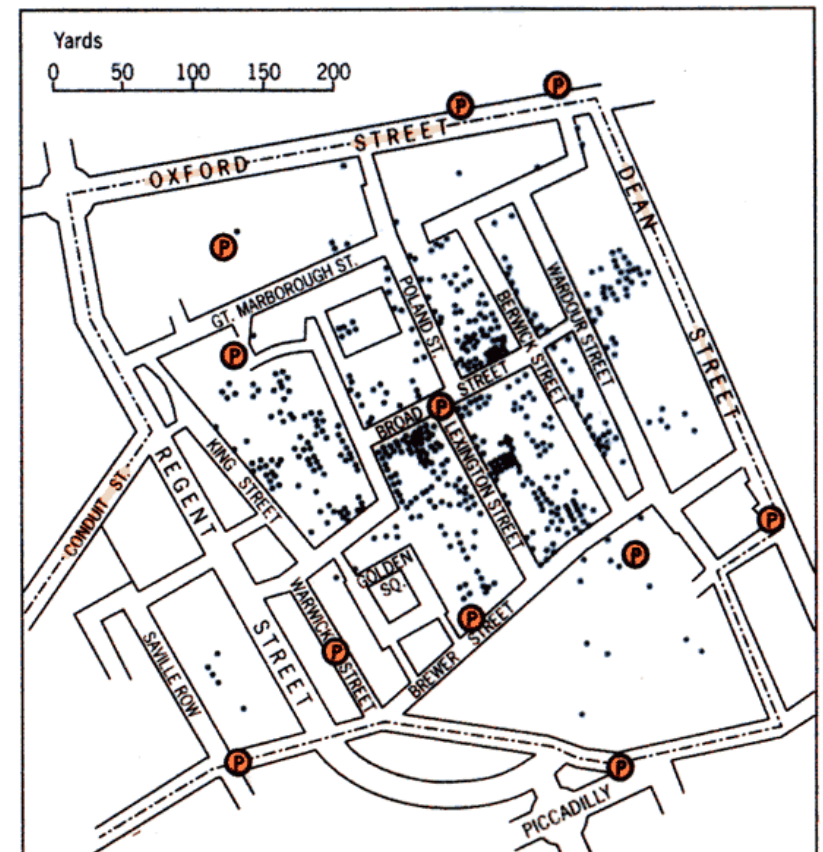 Yards
0 50 100 150 200
P
P
OXFORD STREET
DEAN STREET
P
GT. MARBOROUGH ST.
POLAND ST.
BERWICK STREET
WARDOUR STREET
P
BROAD STREET
P
LEXINGTON STREET
KING STREET
REGENT STREET
CONDUIT ST.
P
P
GOLDEN
SQ.
WARWICK STREET
P
BREWER STREET
P
SAVILLE ROW
P
P
PICCADILLY